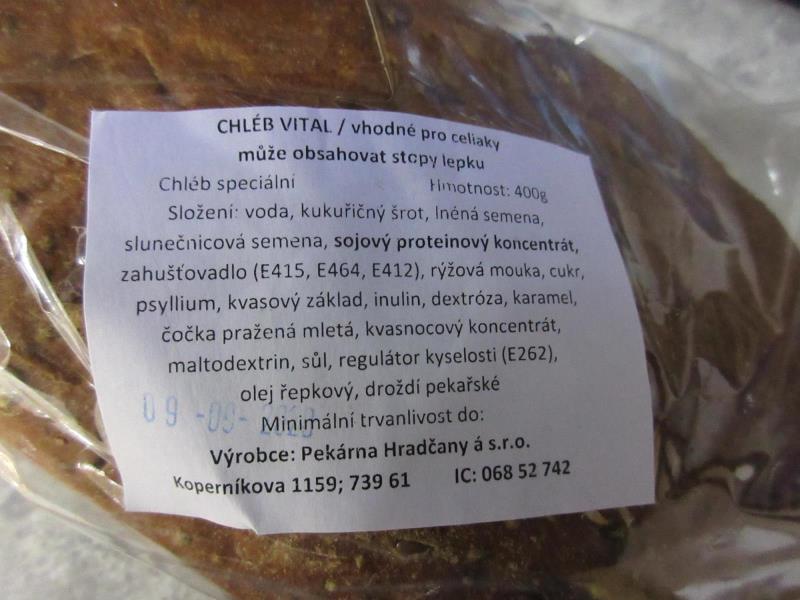 CHLÉB VITAL / vhodné pro celiaky
může obsahovat stopy lepku
Chléb speciální Hmotnost: 400g
Složení: voda, kukuřičný šrot, lněná semena,
slunečnicová semena, sojový proteinový koncentrát,
zahušťovadlo (E415, E464, E412), rýžová mouka, cukr,
psyllium, kvasový základ, inulin, dextróza, karamel,
čočka pražená mletá, kvasnocový koncentrát,
maltodextrin, sůl, regulátor kyselosti (E262),
olej řepkový, droždí pekařské
09 -09-
Minimální trvanlivost do:
Výrobce: Pekárna Hradčany á s.r.o.
Koperníkova 1159; 739 61 IC: 068 52 742